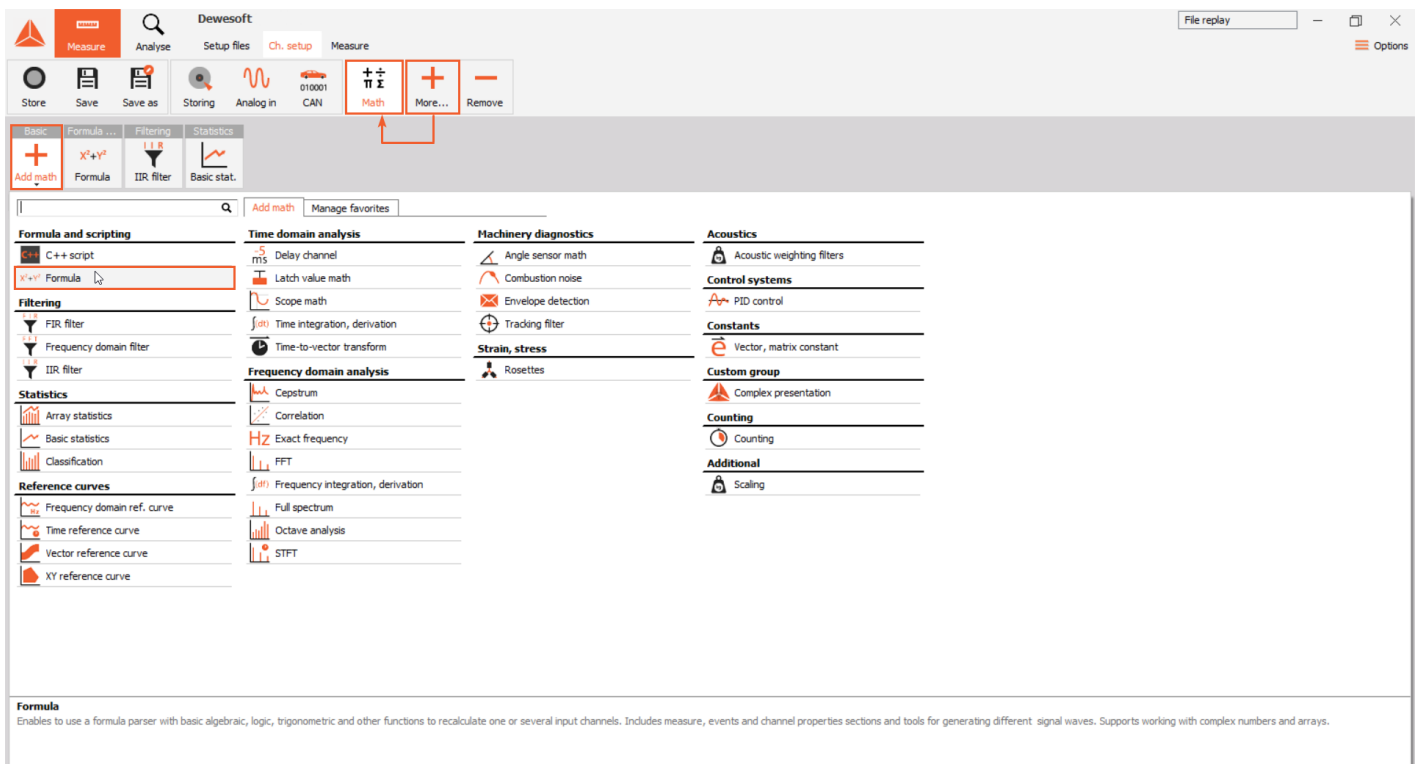 Dewesoft
File replay
Measure
Analyse
Setup files Ch. setup Measure
Options
Store Save Save as Storing Analog in 010001 CAN +÷ π Σ Math More... Remove
Basic Formula ... Filtering Statistics
X²+Y² I I R
Add math Formula IIR filter Basic stat.
Add math Manage favorites
Formula and scripting
C++ C++ script
X²+Y² Formula
Filtering
FIR filter
Frequency domain filter
I I R IIR filter
Statistics
Array statistics
Basic statistics
Classification
Reference curves
Hz Frequency domain ref. curve
Time reference curve
Vector reference curve
XY reference curve
Time domain analysis
-5 ms Delay channel
Latch value math
Scope math
∫(dt) Time integration, derivation
Time-to-vector transform
Frequency domain analysis
Cepstrum
Correlation
Hz Exact frequency
FFT
∫(df) Frequency integration, derivation
Full spectrum
Octave analysis
STFT
Machinery diagnostics
Angle sensor math
Combustion noise
Envelope detection
Tracking filter
Strain, stress
Rosettes
Acoustics
Acoustic weighting filters
Control systems
PID control
Constants
e Vector, matrix constant
Custom group
Complex presentation
Counting
Counting
Additional
Scaling
Formula
Enables to use a formula parser with basic algebraic, logic, trigonometric and other functions to recalculate one or several input channels. Includes measure, events and channel properties sections and tools for generating different signal waves. Supports working with complex numbers and arrays.